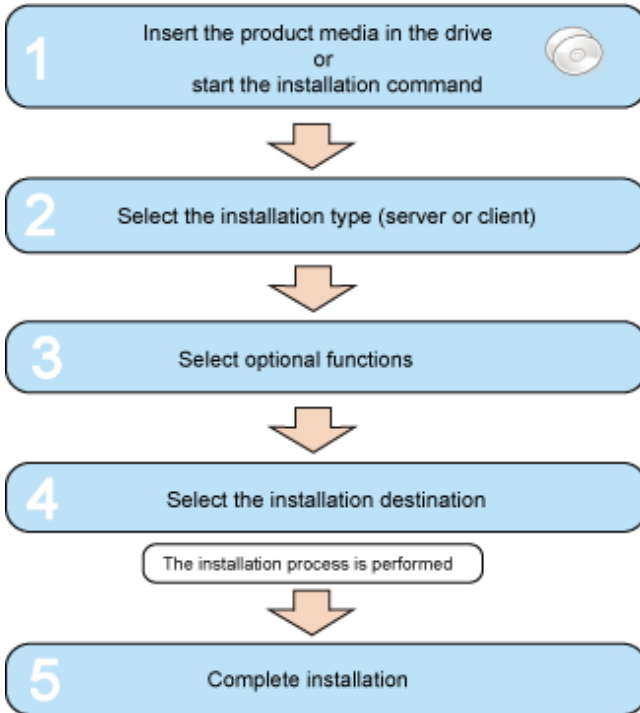 1
Insert the product media in the drive
or
start the installation command
2
Select the installation type (server or client)
3
Select optional functions
4
Select the installation destination
The installation process is performed
5
Complete installation